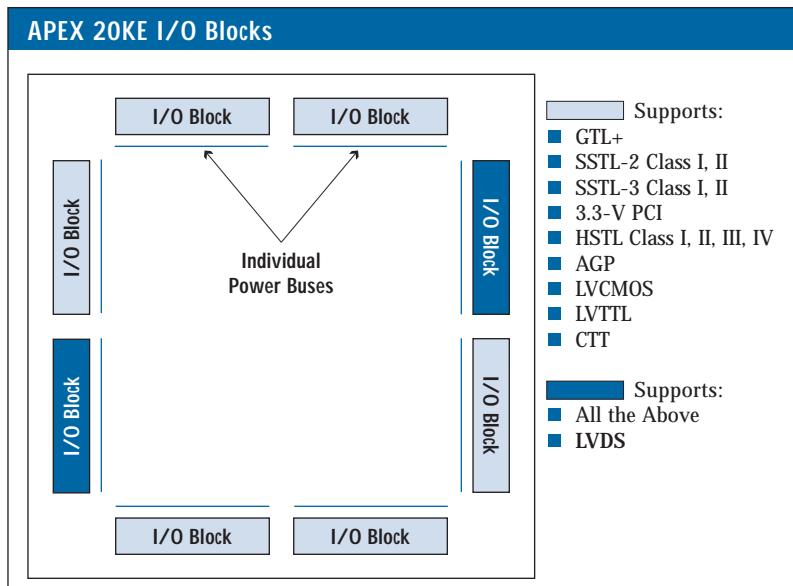 APEX 20KE I/O Blocks
I/O Block
I/O Block
I/O Block
I/O Block
Individual
Power Buses
I/O Block
I/O Block
I/O Block
I/O Block
Supports:
GTL+
SSTL-2 Class I, II
SSTL-3 Class I, II
3.3-V PCI
HSTL Class I, II, III, IV
AGP
LVCMOS
LVTTL
CTT
Supports:
All the Above
LVDS